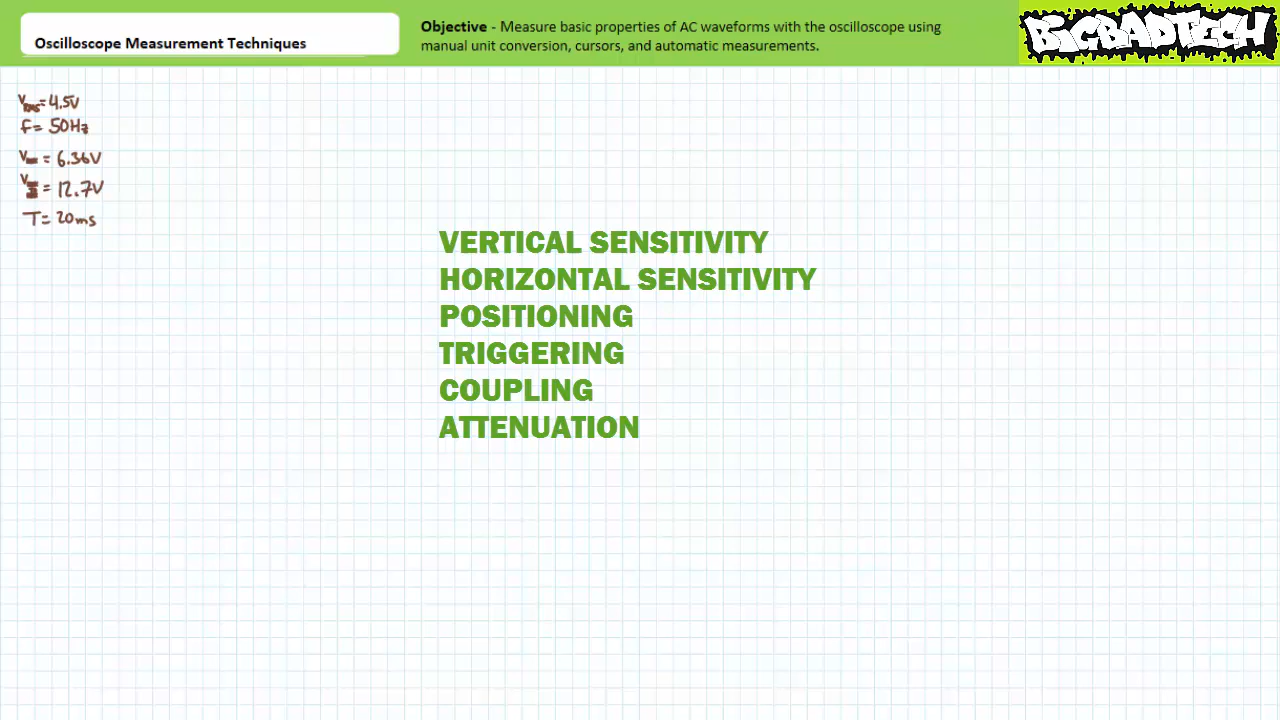 Oscilloscope Measurement Techniques
Objective - Measure basic properties of AC waveforms with the oscilloscope using
manual unit conversion, cursors, and automatic measurements.
BIGBADTECH
= 4.5V
F = 50Hz
= 6.36V
= 12.7V
T = 20ms
VERTICAL SENSITIVITY
HORIZONTAL SENSITIVITY
POSITIONING
TRIGGERING
COUPLING
ATTENUATION